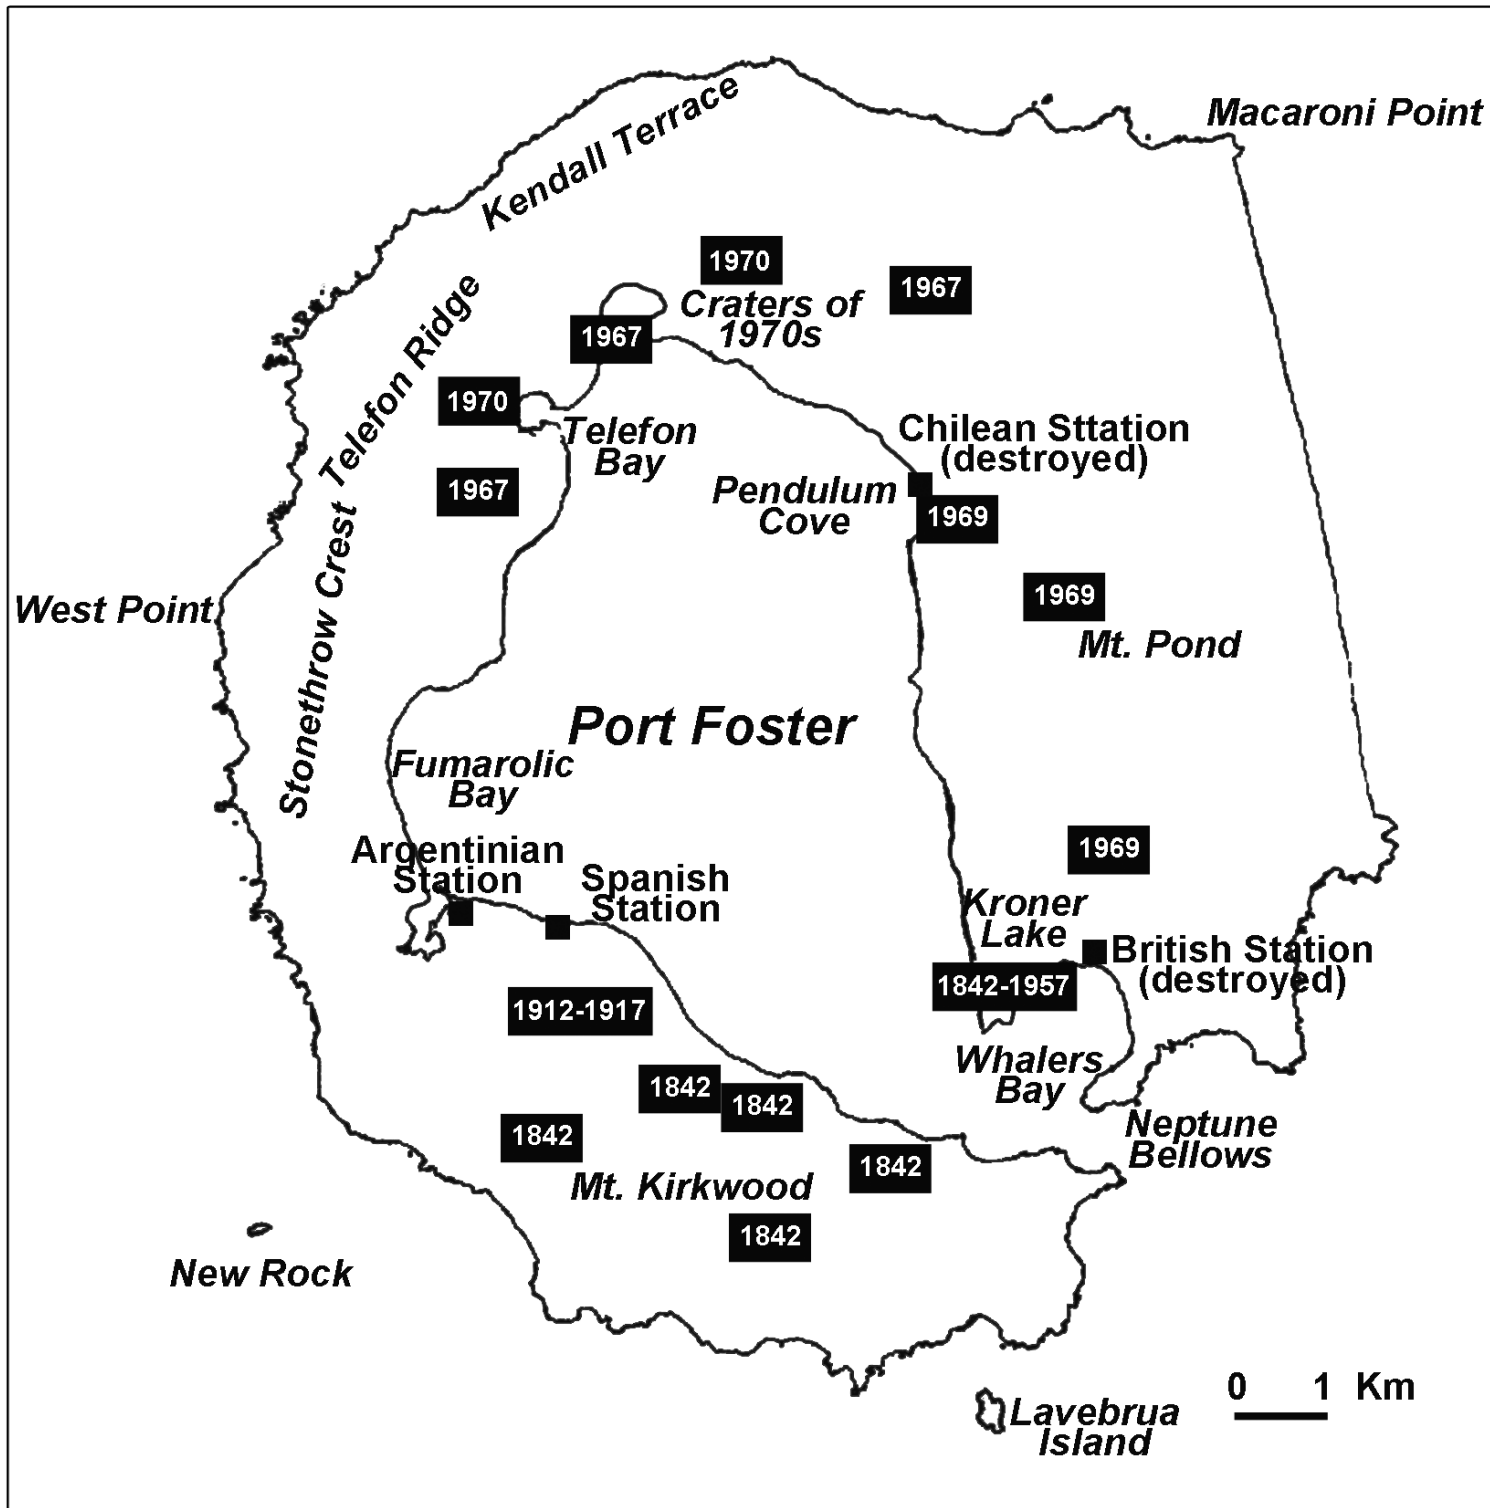 Macaroni Point
Kendall Terrace
1970
1967
Craters of
1970s
1967
Telefon Ridge
1970
Telefon
Bay
Chilean Sttation
(destroyed)
1967
Pendulum
Cove
1969
Stonethrow Crest
1969
West Point
Mt. Pond
Port Foster
Fumarolic
Bay
Argentinian
Station
Spanish
Station
1969
Kroner
Lake
British Station
(destroyed)
1842-1957
1912-1917
Whalers
Bay
1842
1842
Neptune
Bellows
1842
1842
Mt. Kirkwood
1842
New Rock
0 1 Km
Lavebrua
Island